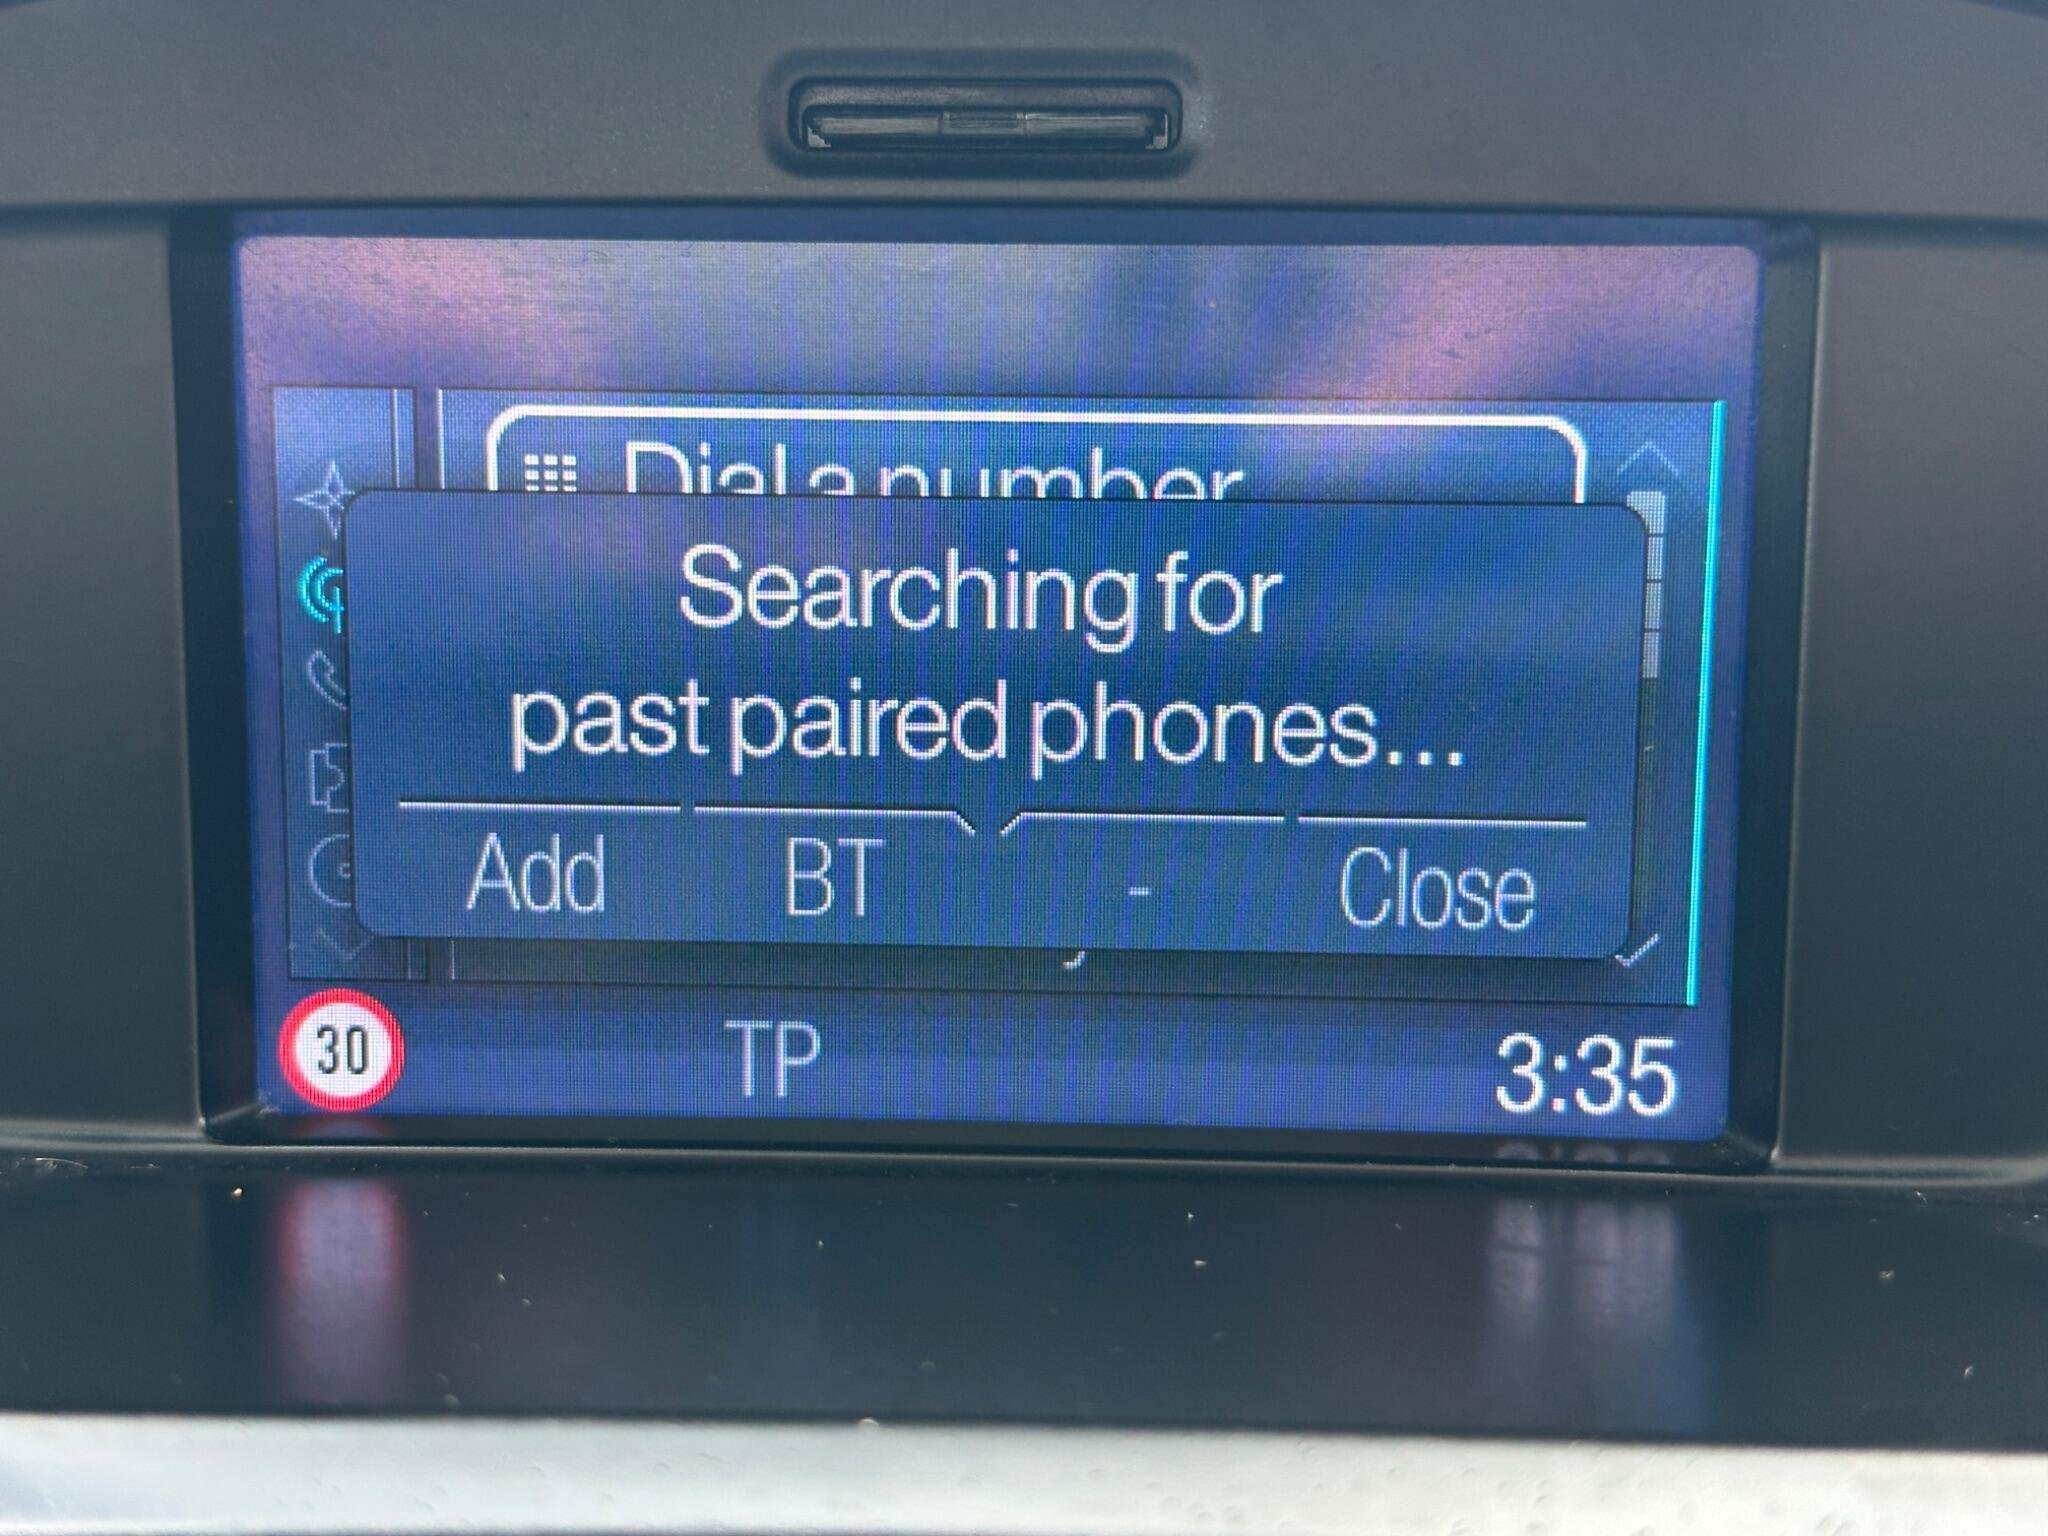 Dial a number
Searching for
past paired phones...
Add BT - Close
30 TP 3:35